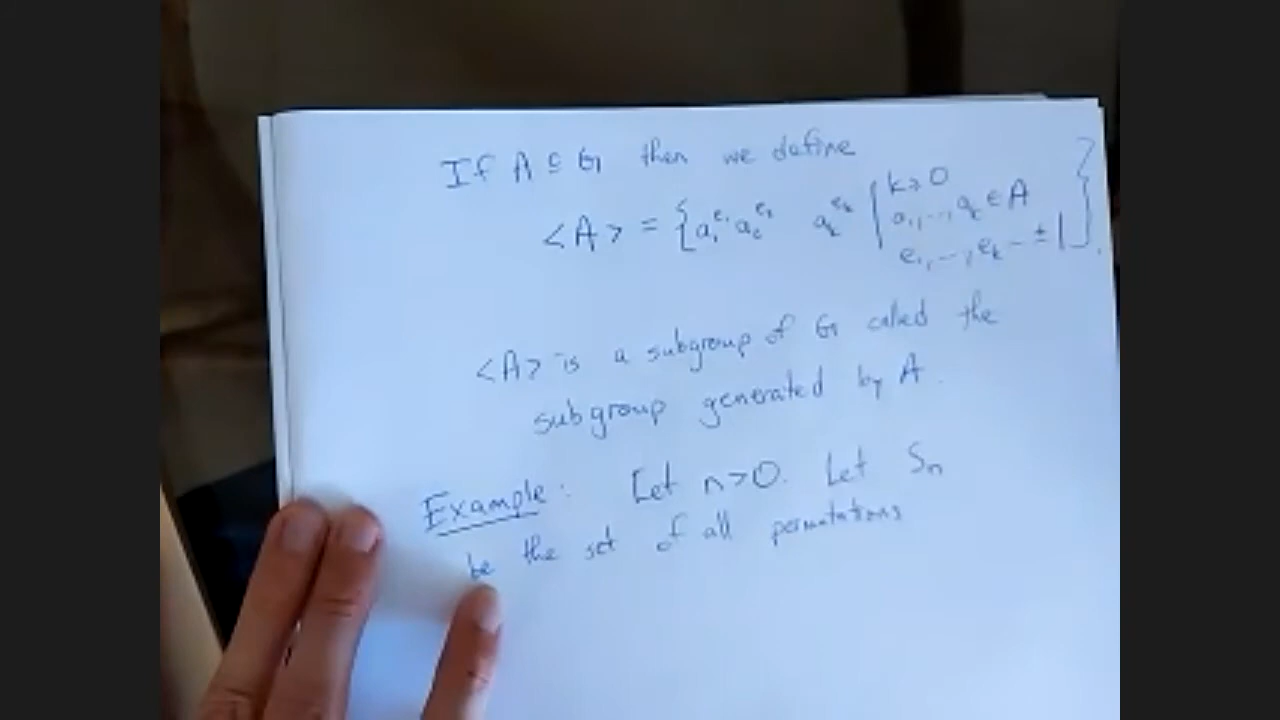 If A ⊆ G then we define
<A> = { a₁^e₁ a₂^e₂ a_k^e_k | k ≥ 0
a₁, ..., a_k ∈ A
e₁, ..., e_k = ±1 }.
<A> is a subgroup of G called the
subgroup generated by A.
Example: Let n>0. Let Sₙ
be the set of all permutations